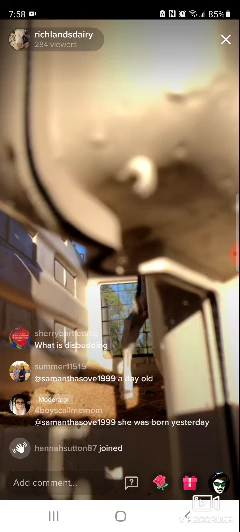 7:58
85%
richlandsdairy
284 viewers
What is disbudding
summer11515
@samanthasove1999 a day old
Moderator
4boyscallmemom
@samanthasove1999 she was born yesterday
hannahsutton87 joined
Add comment...